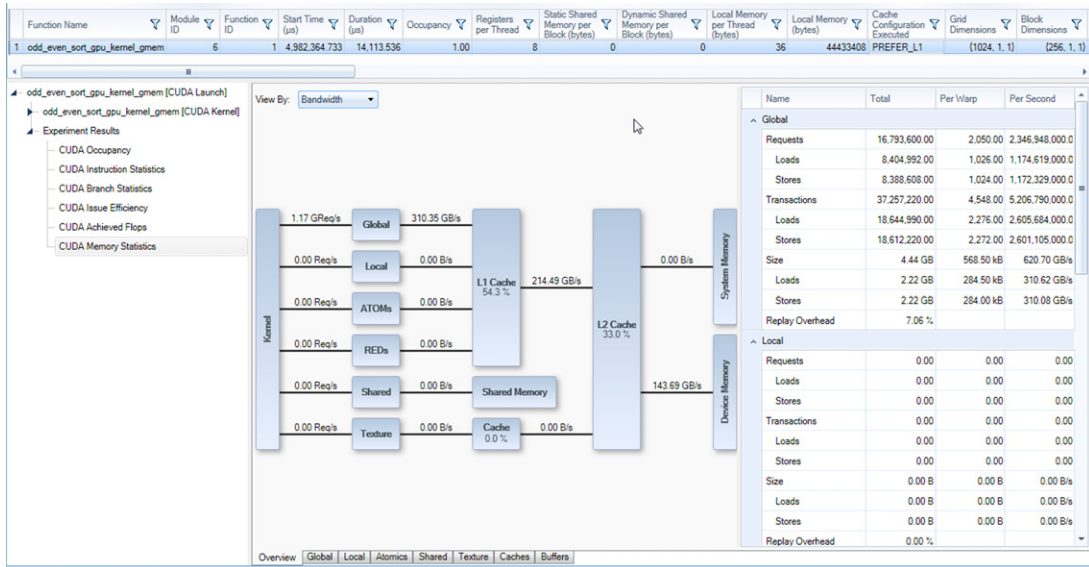 Function Name Module ID Function ID Start Time (µs) Duration (µs) Occupancy Registers per Thread Static Shared Memory per Block (bytes) Dynamic Shared Memory per Block (bytes) Local Memory per Thread (bytes) Local Memory (bytes) Cache Configuration Executed Grid Dimensions Block Dimensions
1 odd_even_sort_gpu_kernel_gmem 6 1 4,982,364.733 14,113.536 1.00 8 0 0 36 44433408 PREFER_L1 {1024, 1, 1} {256, 1, 1}
odd_even_sort_gpu_kernel_gmem [CUDA Launch]
odd_even_sort_gpu_kernel_gmem [CUDA Kernel]
Experiment Results
CUDA Occupancy
CUDA Instruction Statistics
CUDA Branch Statistics
CUDA Issue Efficiency
CUDA Achieved Flops
CUDA Memory Statistics
View By: Bandwidth
Kernel
1.17 GReq/s Global 310.35 GB/s
0.00 Req/s Local 0.00 B/s
0.00 Req/s ATOMs 0.00 B/s
0.00 Req/s REDs 0.00 B/s
0.00 Req/s Shared 0.00 B/s Shared Memory
0.00 Req/s Texture 0.00 B/s Cache 0.00 B/s
0.0 %
L1 Cache
54.3 %
214.49 GB/s
L2 Cache
33.0 %
0.00 B/s
System Memory
143.69 GB/s
Device Memory
Overview Global Local Atomics Shared Texture Caches Buffers
Name Total Per Warp Per Second
Global
Requests 16,793,600.00 2,050.00 2,346,948,000.0
Loads 8,404,992.00 1,026.00 1,174,619,000.0
Stores 8,388,608.00 1,024.00 1,172,329,000.0
Transactions 37,257,220.00 4,548.00 5,206,790,000.0
Loads 18,644,990.00 2,276.00 2,605,684,000.0
Stores 18,612,220.00 2,272.00 2,601,105,000.0
Size 4.44 GB 568.50 kB 620.70 GB/s
Loads 2.22 GB 284.50 kB 310.62 GB/s
Stores 2.22 GB 284.00 kB 310.08 GB/s
Replay Overhead 7.06 %
Local
Requests 0.00 0.00 0.00
Loads 0.00 0.00 0.00
Stores 0.00 0.00 0.00
Transactions 0.00 0.00 0.00
Loads 0.00 0.00 0.00
Stores 0.00 0.00 0.00
Size 0.00 B 0.00 B 0.00 B/s
Loads 0.00 B 0.00 B 0.00 B/s
Stores 0.00 B 0.00 B 0.00 B/s
Replay Overhead 0.00 %